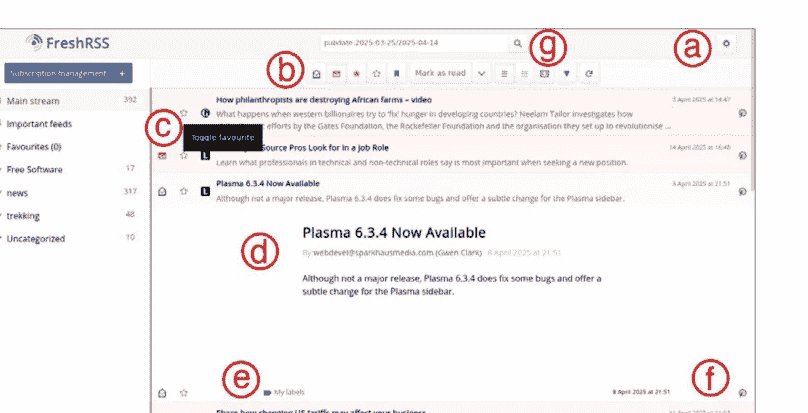 FreshRSS
pubdate:2025-03-25/2025-04-14
g
a
b
Mark as read
Subscription management +
Main stream 392
Important feeds
Favourites (0)
Free Software 17
news 317
trekking 48
Uncategorized 10
c
Toggle favourite
How philanthropists are destroying African farms – video
5 April 2025 at 14:47
What happens when western billionaires try to ‘fix’ hunger in developing countries? Neelam Tailor investigates how
efforts by the Gates Foundation, the Rockefeller Foundation and the organisation they set up to revolutionise ...
L
Source Pros Look for in a Job Role
14 April 2025 at 16:48
Learn what professionals in technical and non-technical roles say is most important when seeking a new position.
L
Plasma 6.3.4 Now Available
8 April 2025 at 21:51
Although not a major release, Plasma 6.3.4 does fix some bugs and offer a subtle change for the Plasma sidebar.
d
Plasma 6.3.4 Now Available
By webdevel@sparkhausmedia.com (Gwen Clark) 8 April 2025 at 21:51
Although not a major release, Plasma 6.3.4 does fix some bugs and offer a
subtle change for the Plasma sidebar.
e
My labels
8 April 2025 at 21:51
f